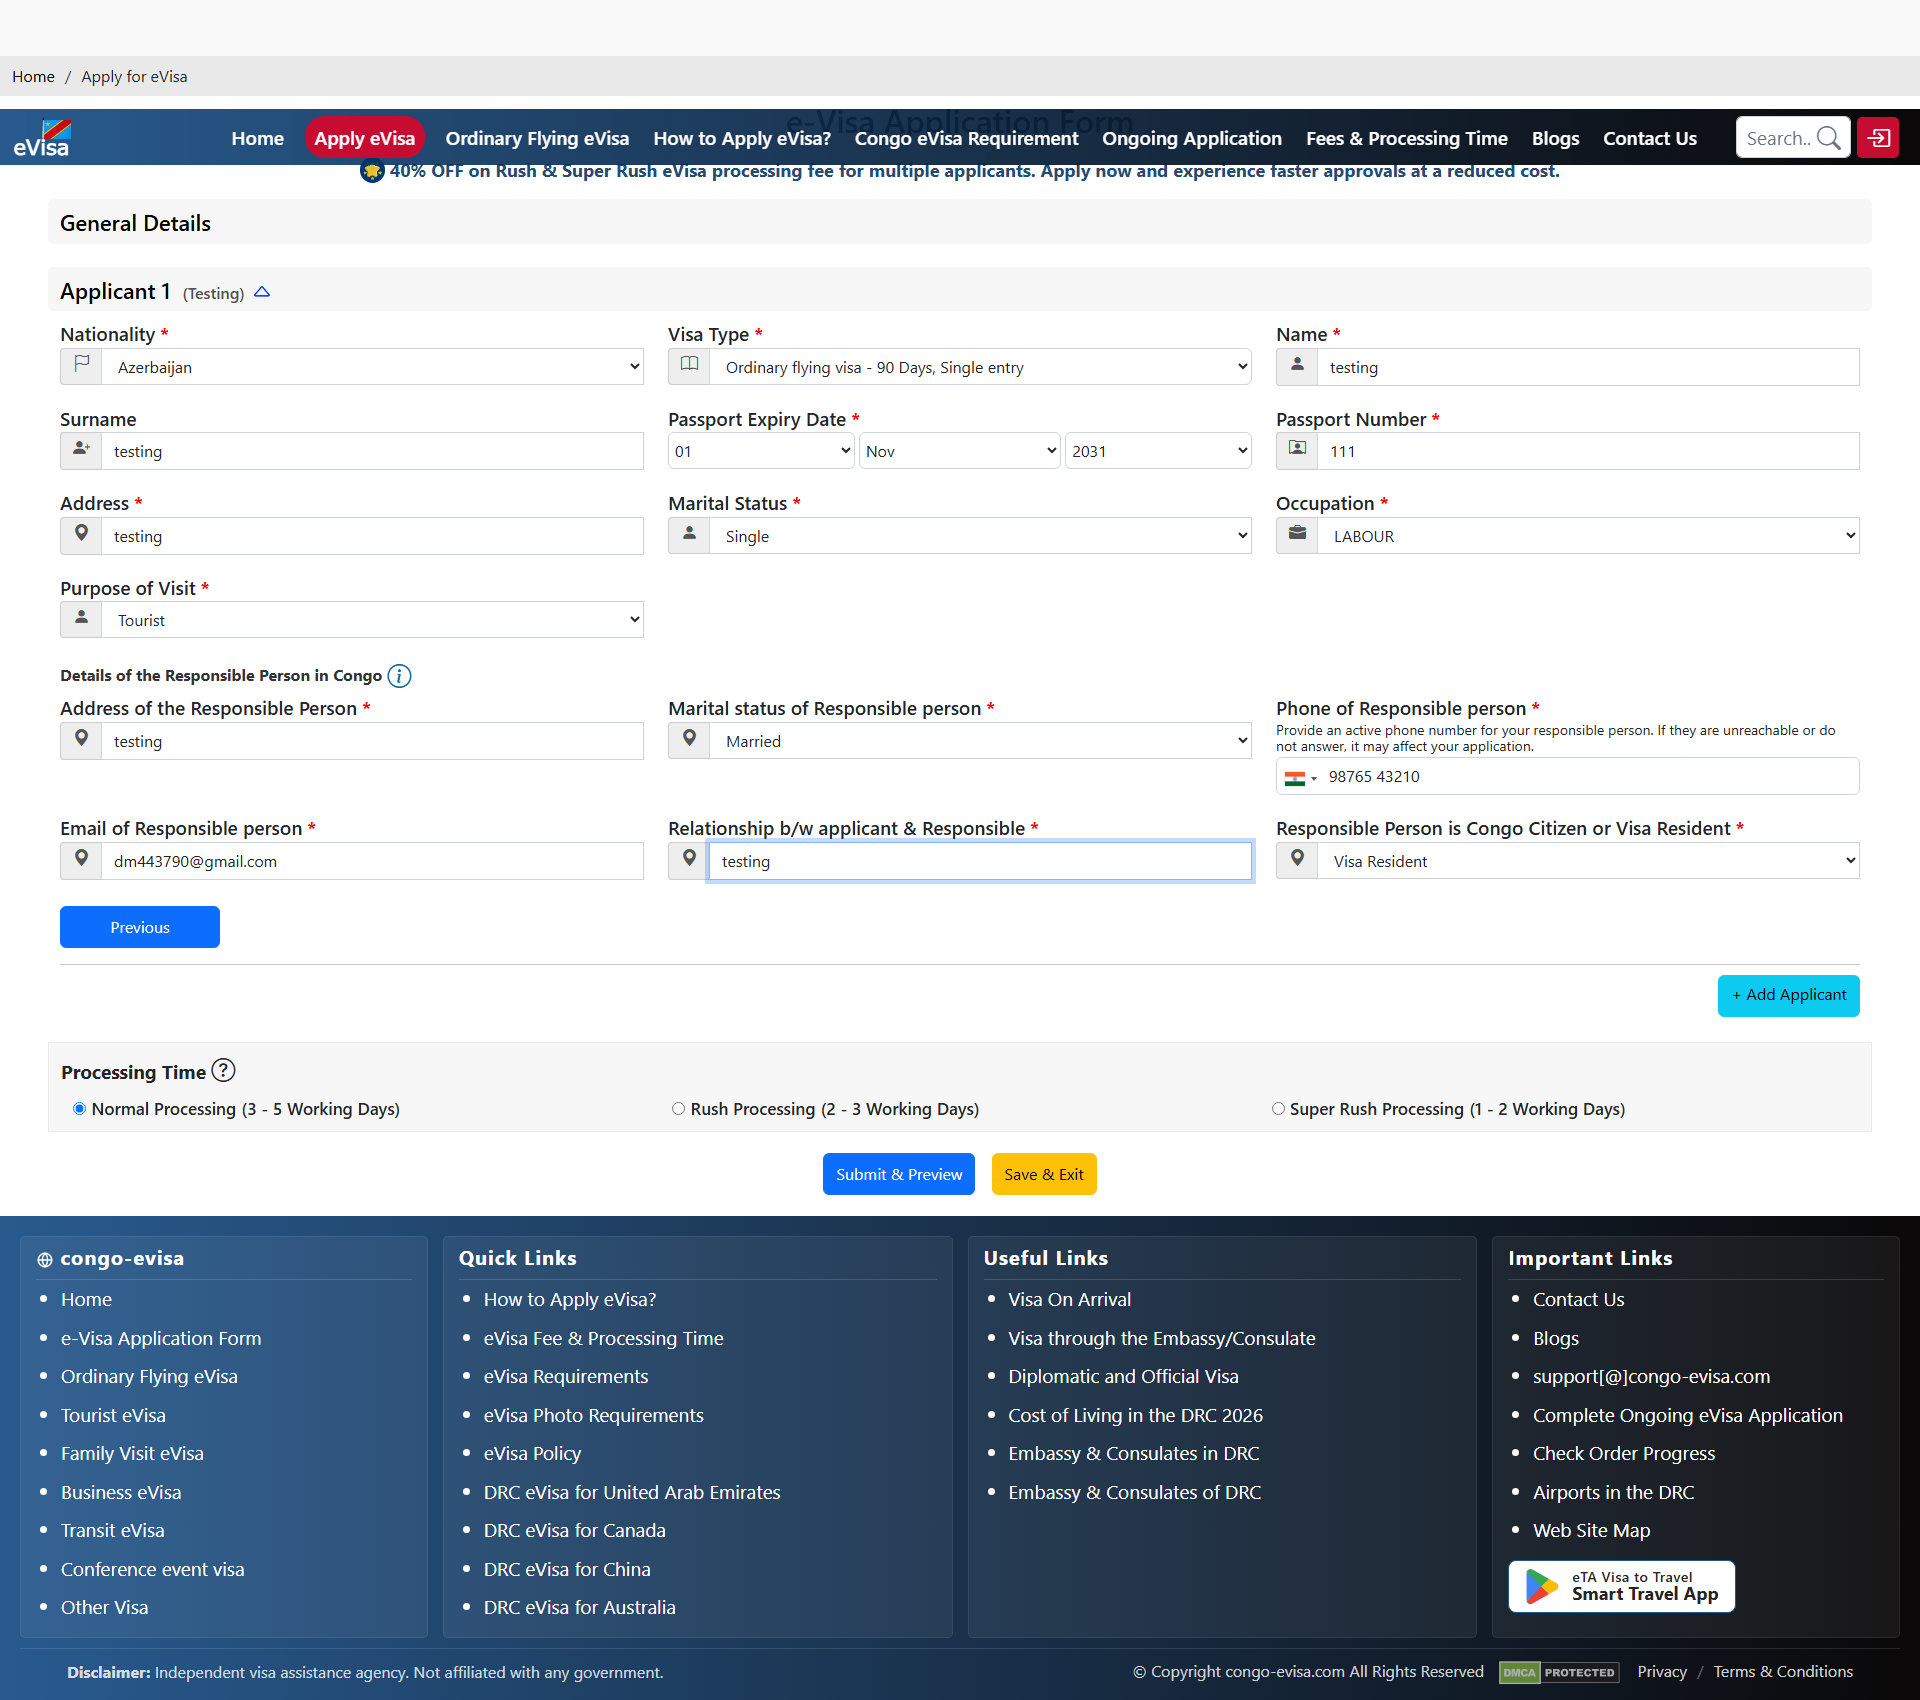 Home / Apply for eVisa
e-Visa Application Form
eVisa
Home Apply eVisa Ordinary Flying eVisa How to Apply eVisa? Congo eVisa Requirement Ongoing Application Fees & Processing Time Blogs Contact Us Search..
40% OFF on Rush & Super Rush eVisa processing fee for multiple applicants. Apply now and experience faster approvals at a reduced cost.
General Details
Applicant 1 (Testing)
Nationality * Visa Type * Name *
Azerbaijan Ordinary flying visa - 90 Days, Single entry testing
Surname Passport Expiry Date * Passport Number *
testing 01 Nov 2031 111
Address * Marital Status * Occupation *
testing Single LABOUR
Purpose of Visit *
Tourist
Details of the Responsible Person in Congo
Address of the Responsible Person * Marital status of Responsible person * Phone of Responsible person *
Provide an active phone number for your responsible person. If they are unreachable or do
not answer, it may affect your application.
testing Married 98765 43210
Email of Responsible person * Relationship b/w applicant & Responsible * Responsible Person is Congo Citizen or Visa Resident *
dm443790@gmail.com testing Visa Resident
Previous
+ Add Applicant
Processing Time ?
Normal Processing (3 - 5 Working Days) Rush Processing (2 - 3 Working Days) Super Rush Processing (1 - 2 Working Days)
Submit & Preview Save & Exit
congo-evisa
Home
e-Visa Application Form
Ordinary Flying eVisa
Tourist eVisa
Family Visit eVisa
Business eVisa
Transit eVisa
Conference event visa
Other Visa
Quick Links
How to Apply eVisa?
eVisa Fee & Processing Time
eVisa Requirements
eVisa Photo Requirements
eVisa Policy
DRC eVisa for United Arab Emirates
DRC eVisa for Canada
DRC eVisa for China
DRC eVisa for Australia
Useful Links
Visa On Arrival
Visa through the Embassy/Consulate
Diplomatic and Official Visa
Cost of Living in the DRC 2026
Embassy & Consulates in DRC
Embassy & Consulates of DRC
Important Links
Contact Us
Blogs
support[@]congo-evisa.com
Complete Ongoing eVisa Application
Check Order Progress
Airports in the DRC
Web Site Map
eTA Visa to Travel
Smart Travel App
Disclaimer: Independent visa assistance agency. Not affiliated with any government.
© Copyright congo-evisa.com All Rights Reserved DMCA PROTECTED Privacy / Terms & Conditions